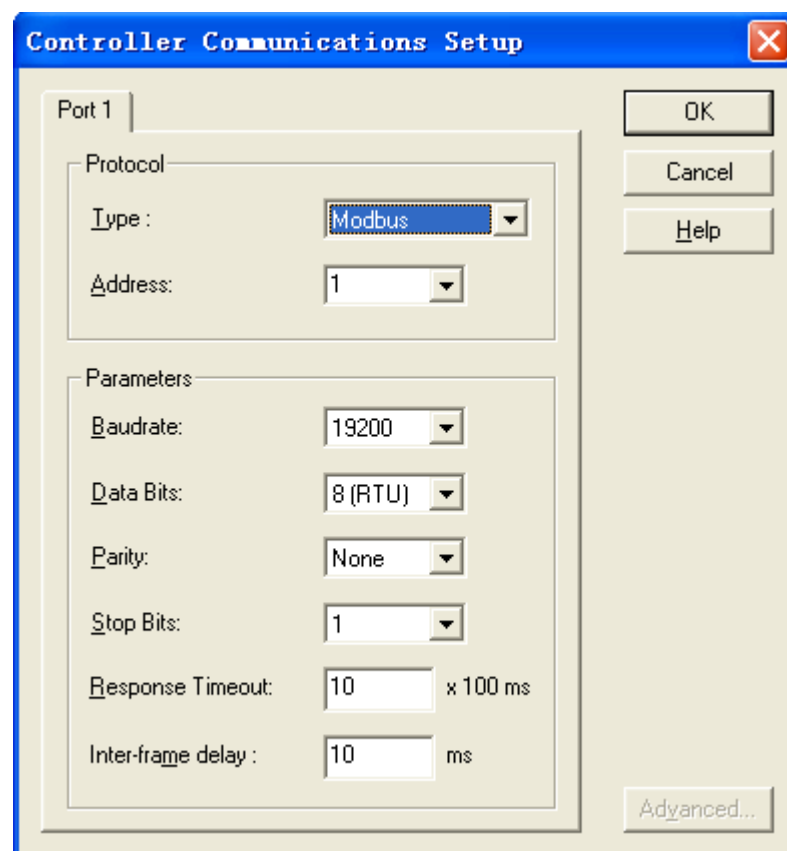 Controller Communications Setup
Port 1
OK
Protocol
Cancel
Type : Modbus
Help
Address: 1
Parameters
Baudrate: 19200
Data Bits: 8 (RTU)
Parity: None
Stop Bits: 1
Response Timeout: 10 x 100 ms
Inter-frame delay : 10 ms
Advanced...